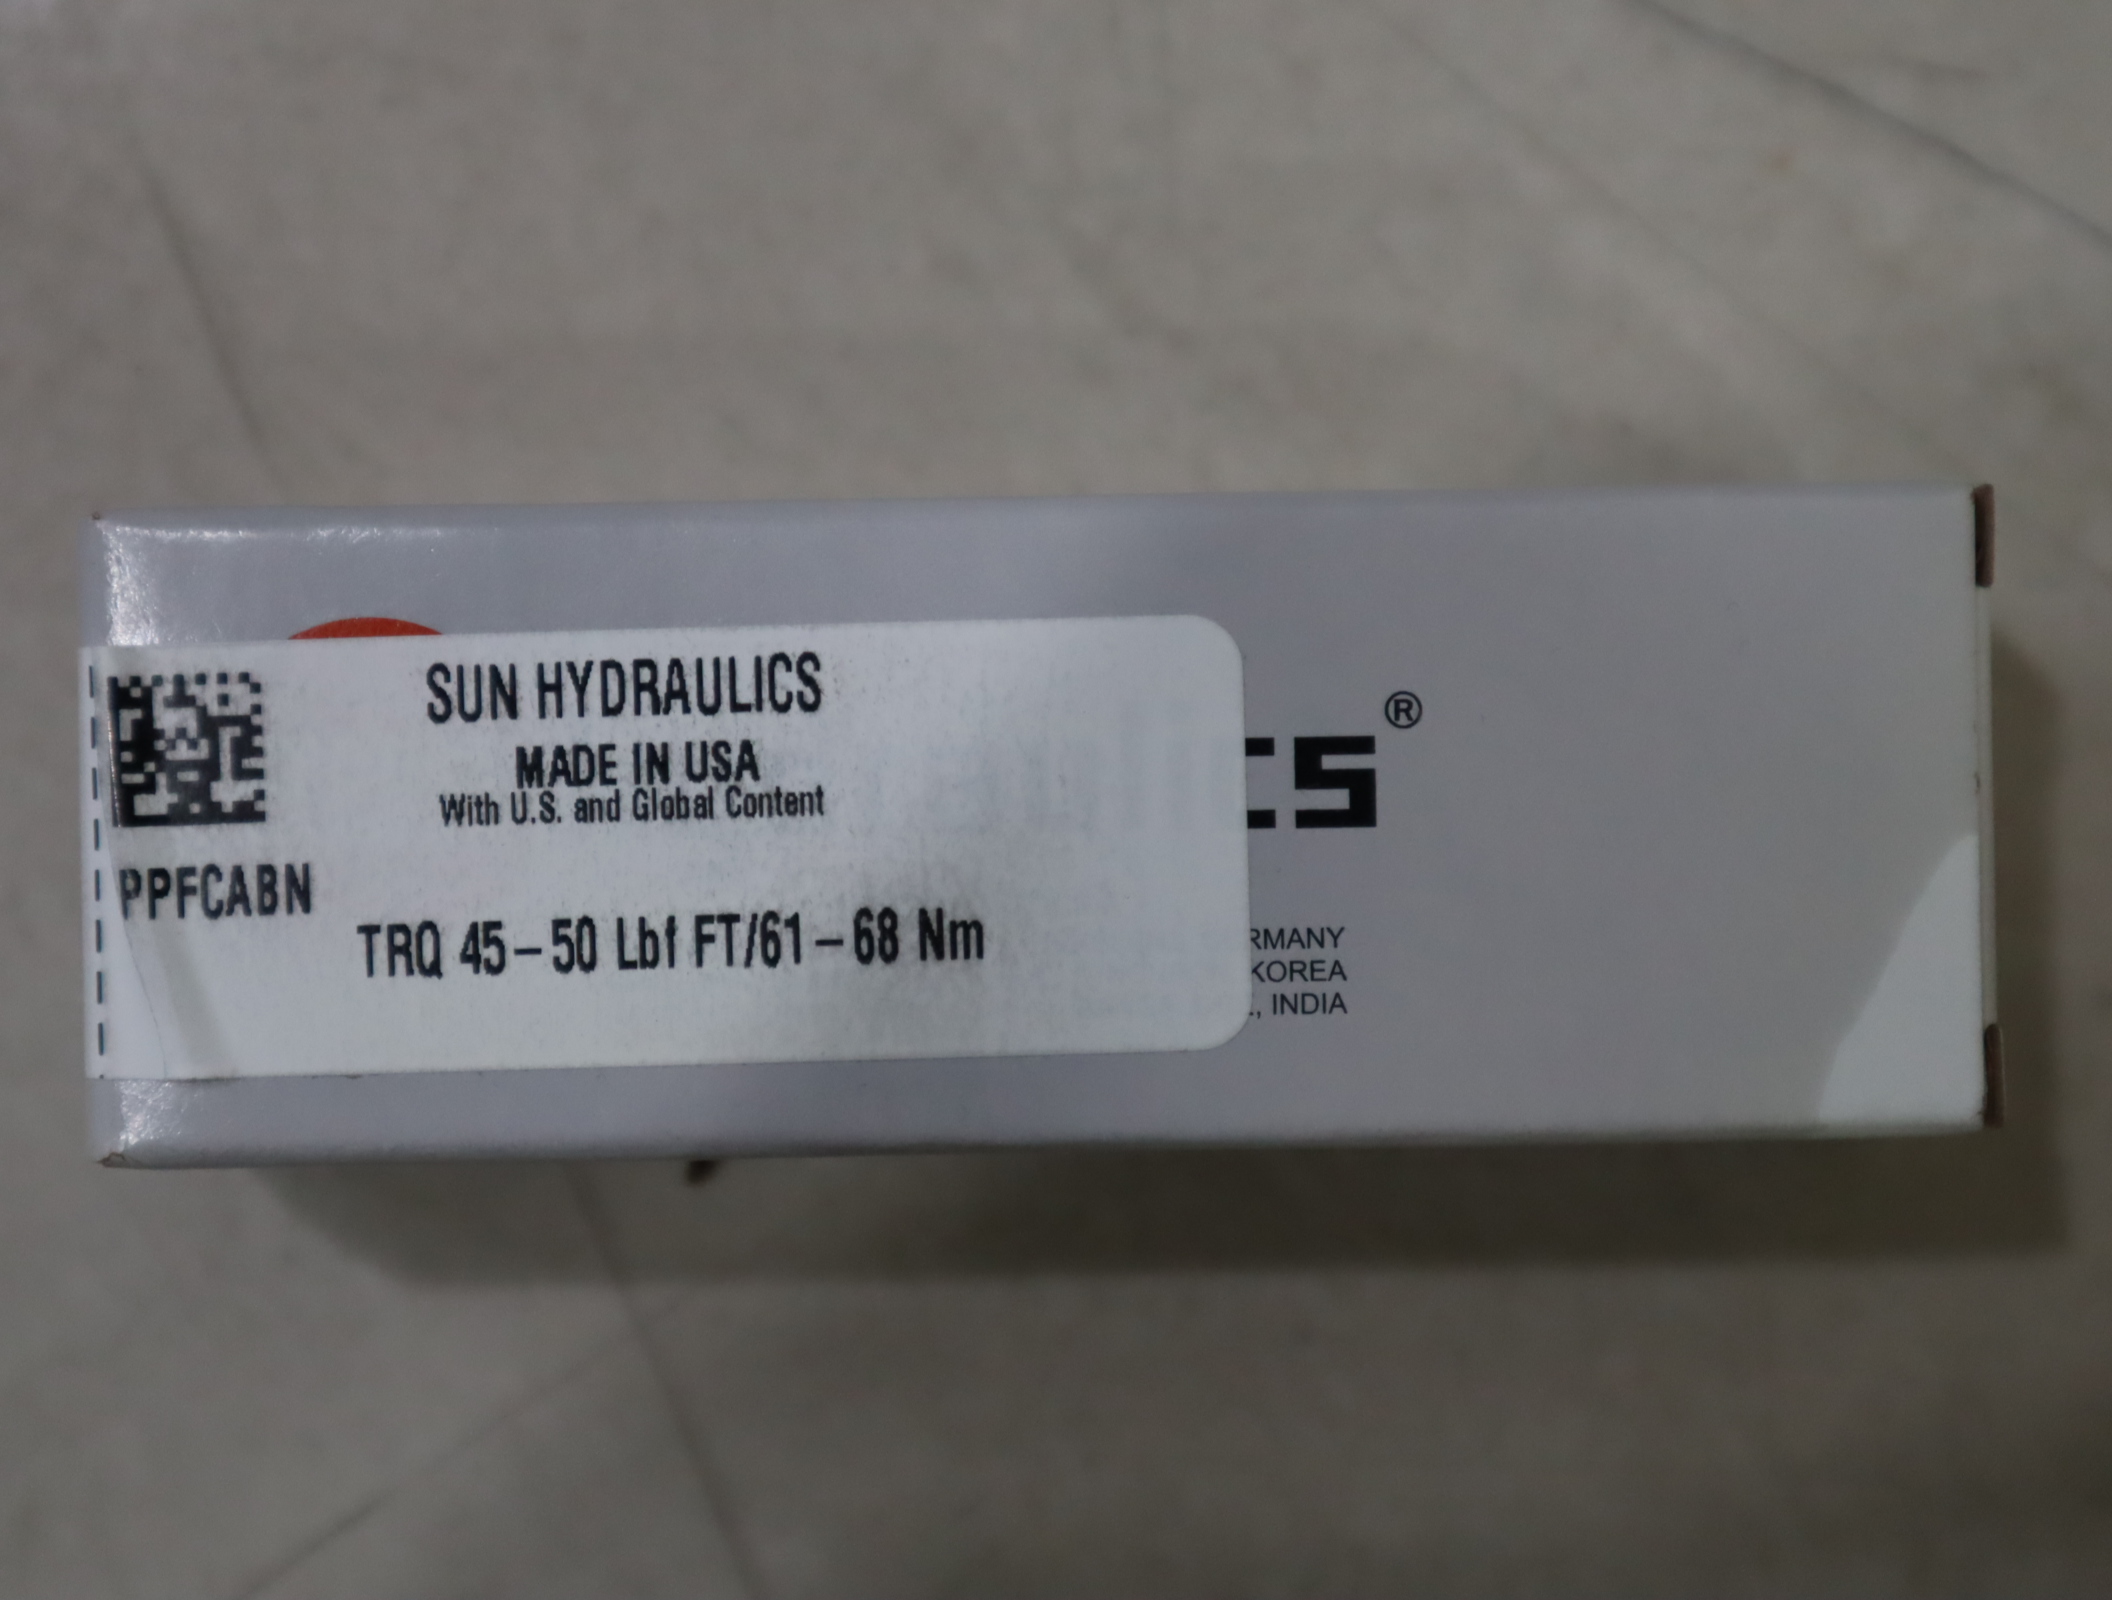 SUN HYDRAULICS
MADE IN USA
With U.S. and Global Content
PPFCABN
TRQ 45-50 Lbf FT/61-68 Nm
CS®
RMANY
KOREA
, INDIA